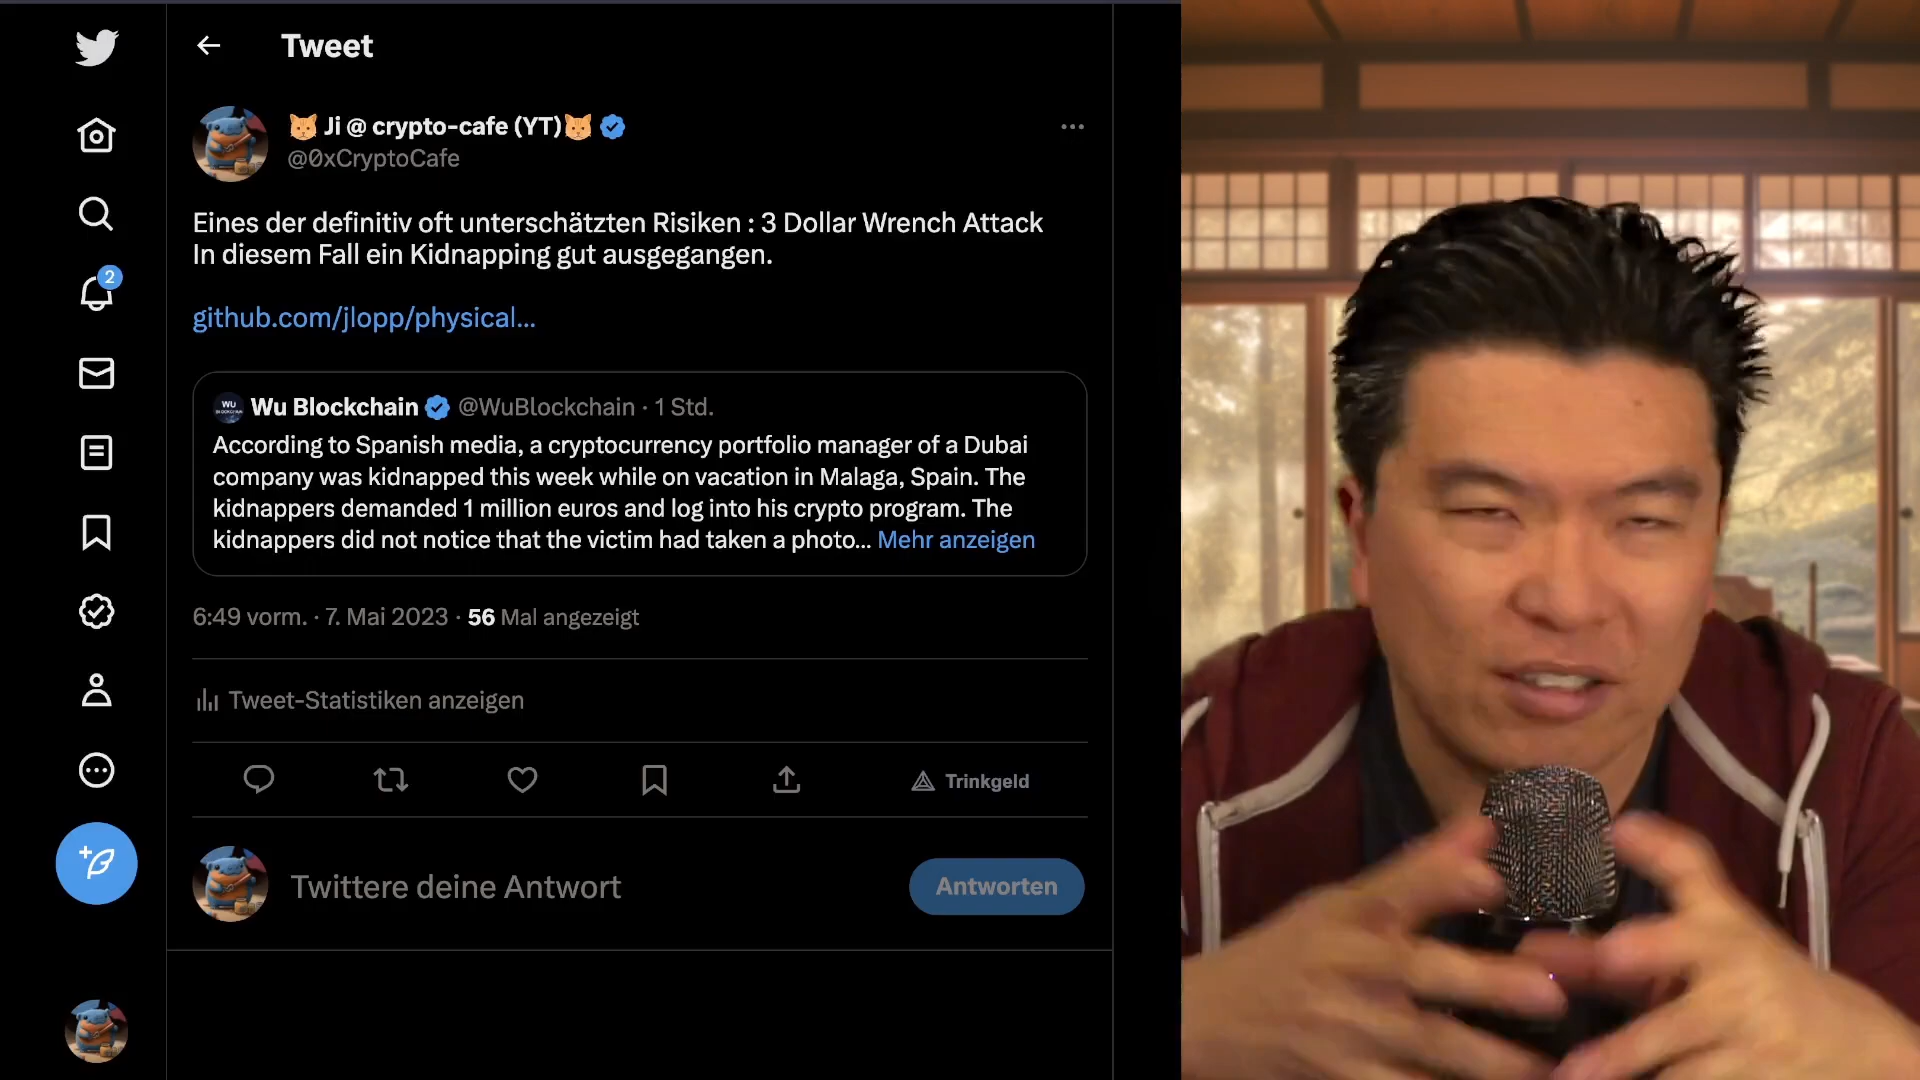 Tweet
Ji @ crypto-cafe (YT)
@0xCryptoCafe
Eines der definitiv oft unterschätzten Risiken : 3 Dollar Wrench Attack
In diesem Fall ein Kidnapping gut ausgegangen.
github.com/jlopp/physical...
Wu Blockchain @WuBlockchain · 1 Std.
According to Spanish media, a cryptocurrency portfolio manager of a Dubai
company was kidnapped this week while on vacation in Malaga, Spain. The
kidnappers demanded 1 million euros and log into his crypto program. The
kidnappers did not notice that the victim had taken a photo... Mehr anzeigen
6:49 vorm. · 7. Mai 2023 · 56 Mal angezeigt
Tweet-Statistiken anzeigen
Trinkgeld
Twittere deine Antwort
Antworten
2